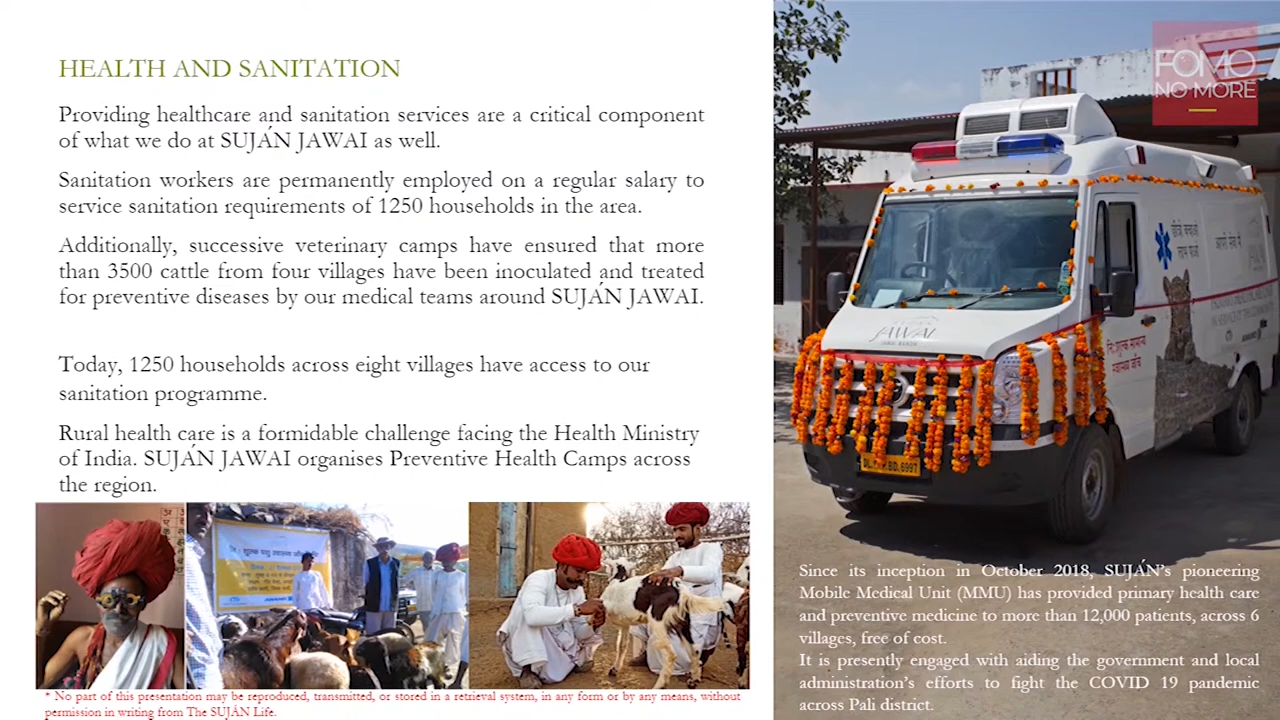 HEALTH AND SANITATION
Providing healthcare and sanitation services are a critical component
of what we do at SUJÁN JAWAI as well.
Sanitation workers are permanently employed on a regular salary to
service sanitation requirements of 1250 households in the area.
Additionally, successive veterinary camps have ensured that more
than 3500 cattle from four villages have been inoculated and treated
for preventive diseases by our medical teams around SUJÁN JAWAI.
Today, 1250 households across eight villages have access to our
sanitation programme.
Rural health care is a formidable challenge facing the Health Ministry
of India. SUJÁN JAWAI organises Preventive Health Camps across
the region.
* No part of this presentation may be reproduced, transmitted, or stored in a retrieval system, in any form or by any means, without
permission in writing from The SUJÁN Life.
FOMO
NO MORE
JAWAI
Since its inception in October 2018, SUJÁN's pioneering
Mobile Medical Unit (MMU) has provided primary health care
and preventive medicine to more than 12,000 patients, across 6
villages, free of cost.
It is presently engaged with aiding the government and local
administration's efforts to fight the COVID 19 pandemic
across Pali district.